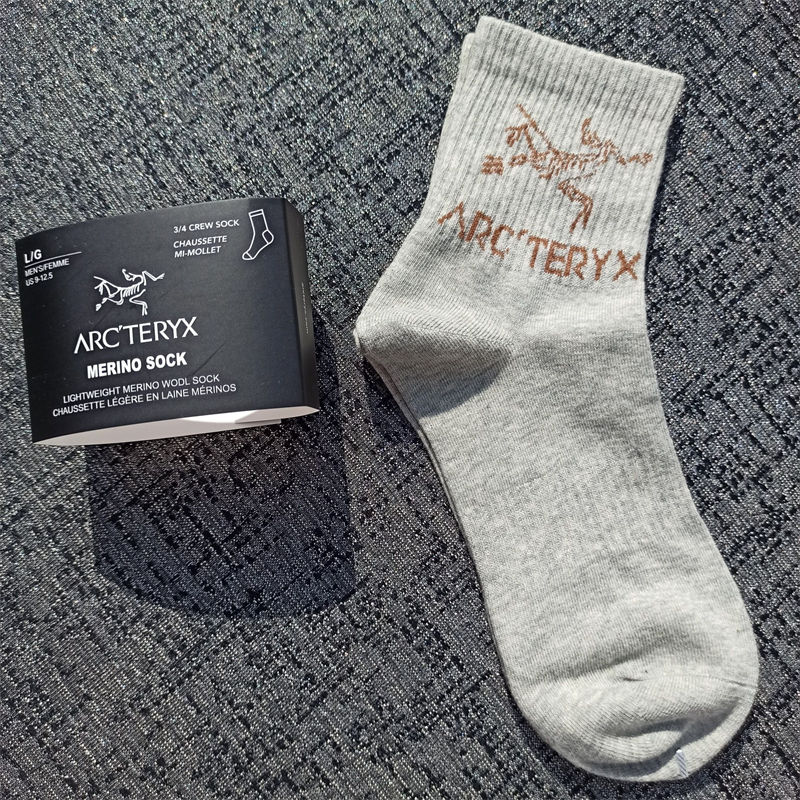 L/G
MEN'S/FEMME
US 9-12.5
3/4 CREW SOCK
CHAUSSETTE
MI-MOLLET
ARC'TERYX
MERINO SOCK
LIGHTWEIGHT MERINO WODL SOCK
CHAUSSETTE LÉGÈRE EN LAINE MÉRINOS
ARC'TERYX